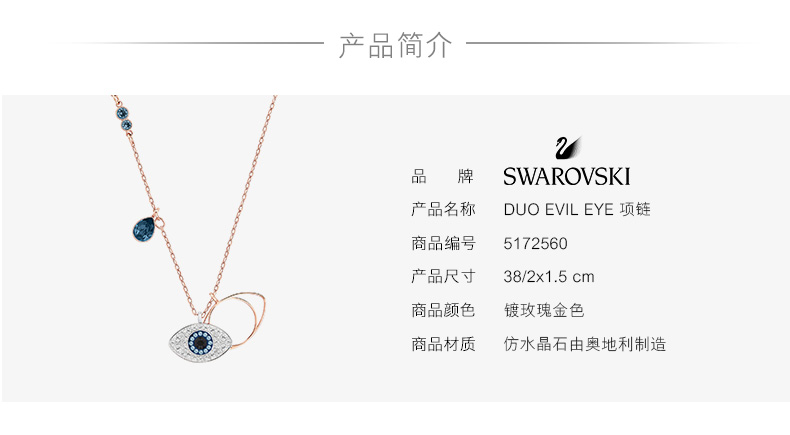 产品简介
品 牌 SWAROVSKI
产品名称 DUO EVIL EYE 项链
商品编号 5172560
产品尺寸 38/2x1.5 cm
商品颜色 镀玫瑰金色
商品材质 仿水晶石由奥地利制造